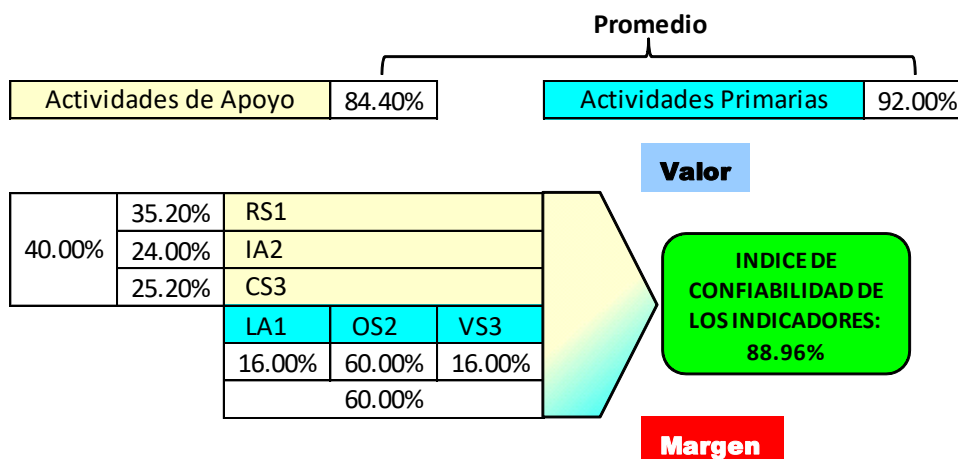 Promedio
Actividades de Apoyo 84.40% Actividades Primarias 92.00%
Valor
40.00%
35.20% RS1
24.00% IA2
25.20% CS3
LA1 OS2 VS3
16.00% 60.00% 16.00%
60.00%
INDICE DE
CONFIABILIDAD DE
LOS INDICADORES:
88.96%
Margen